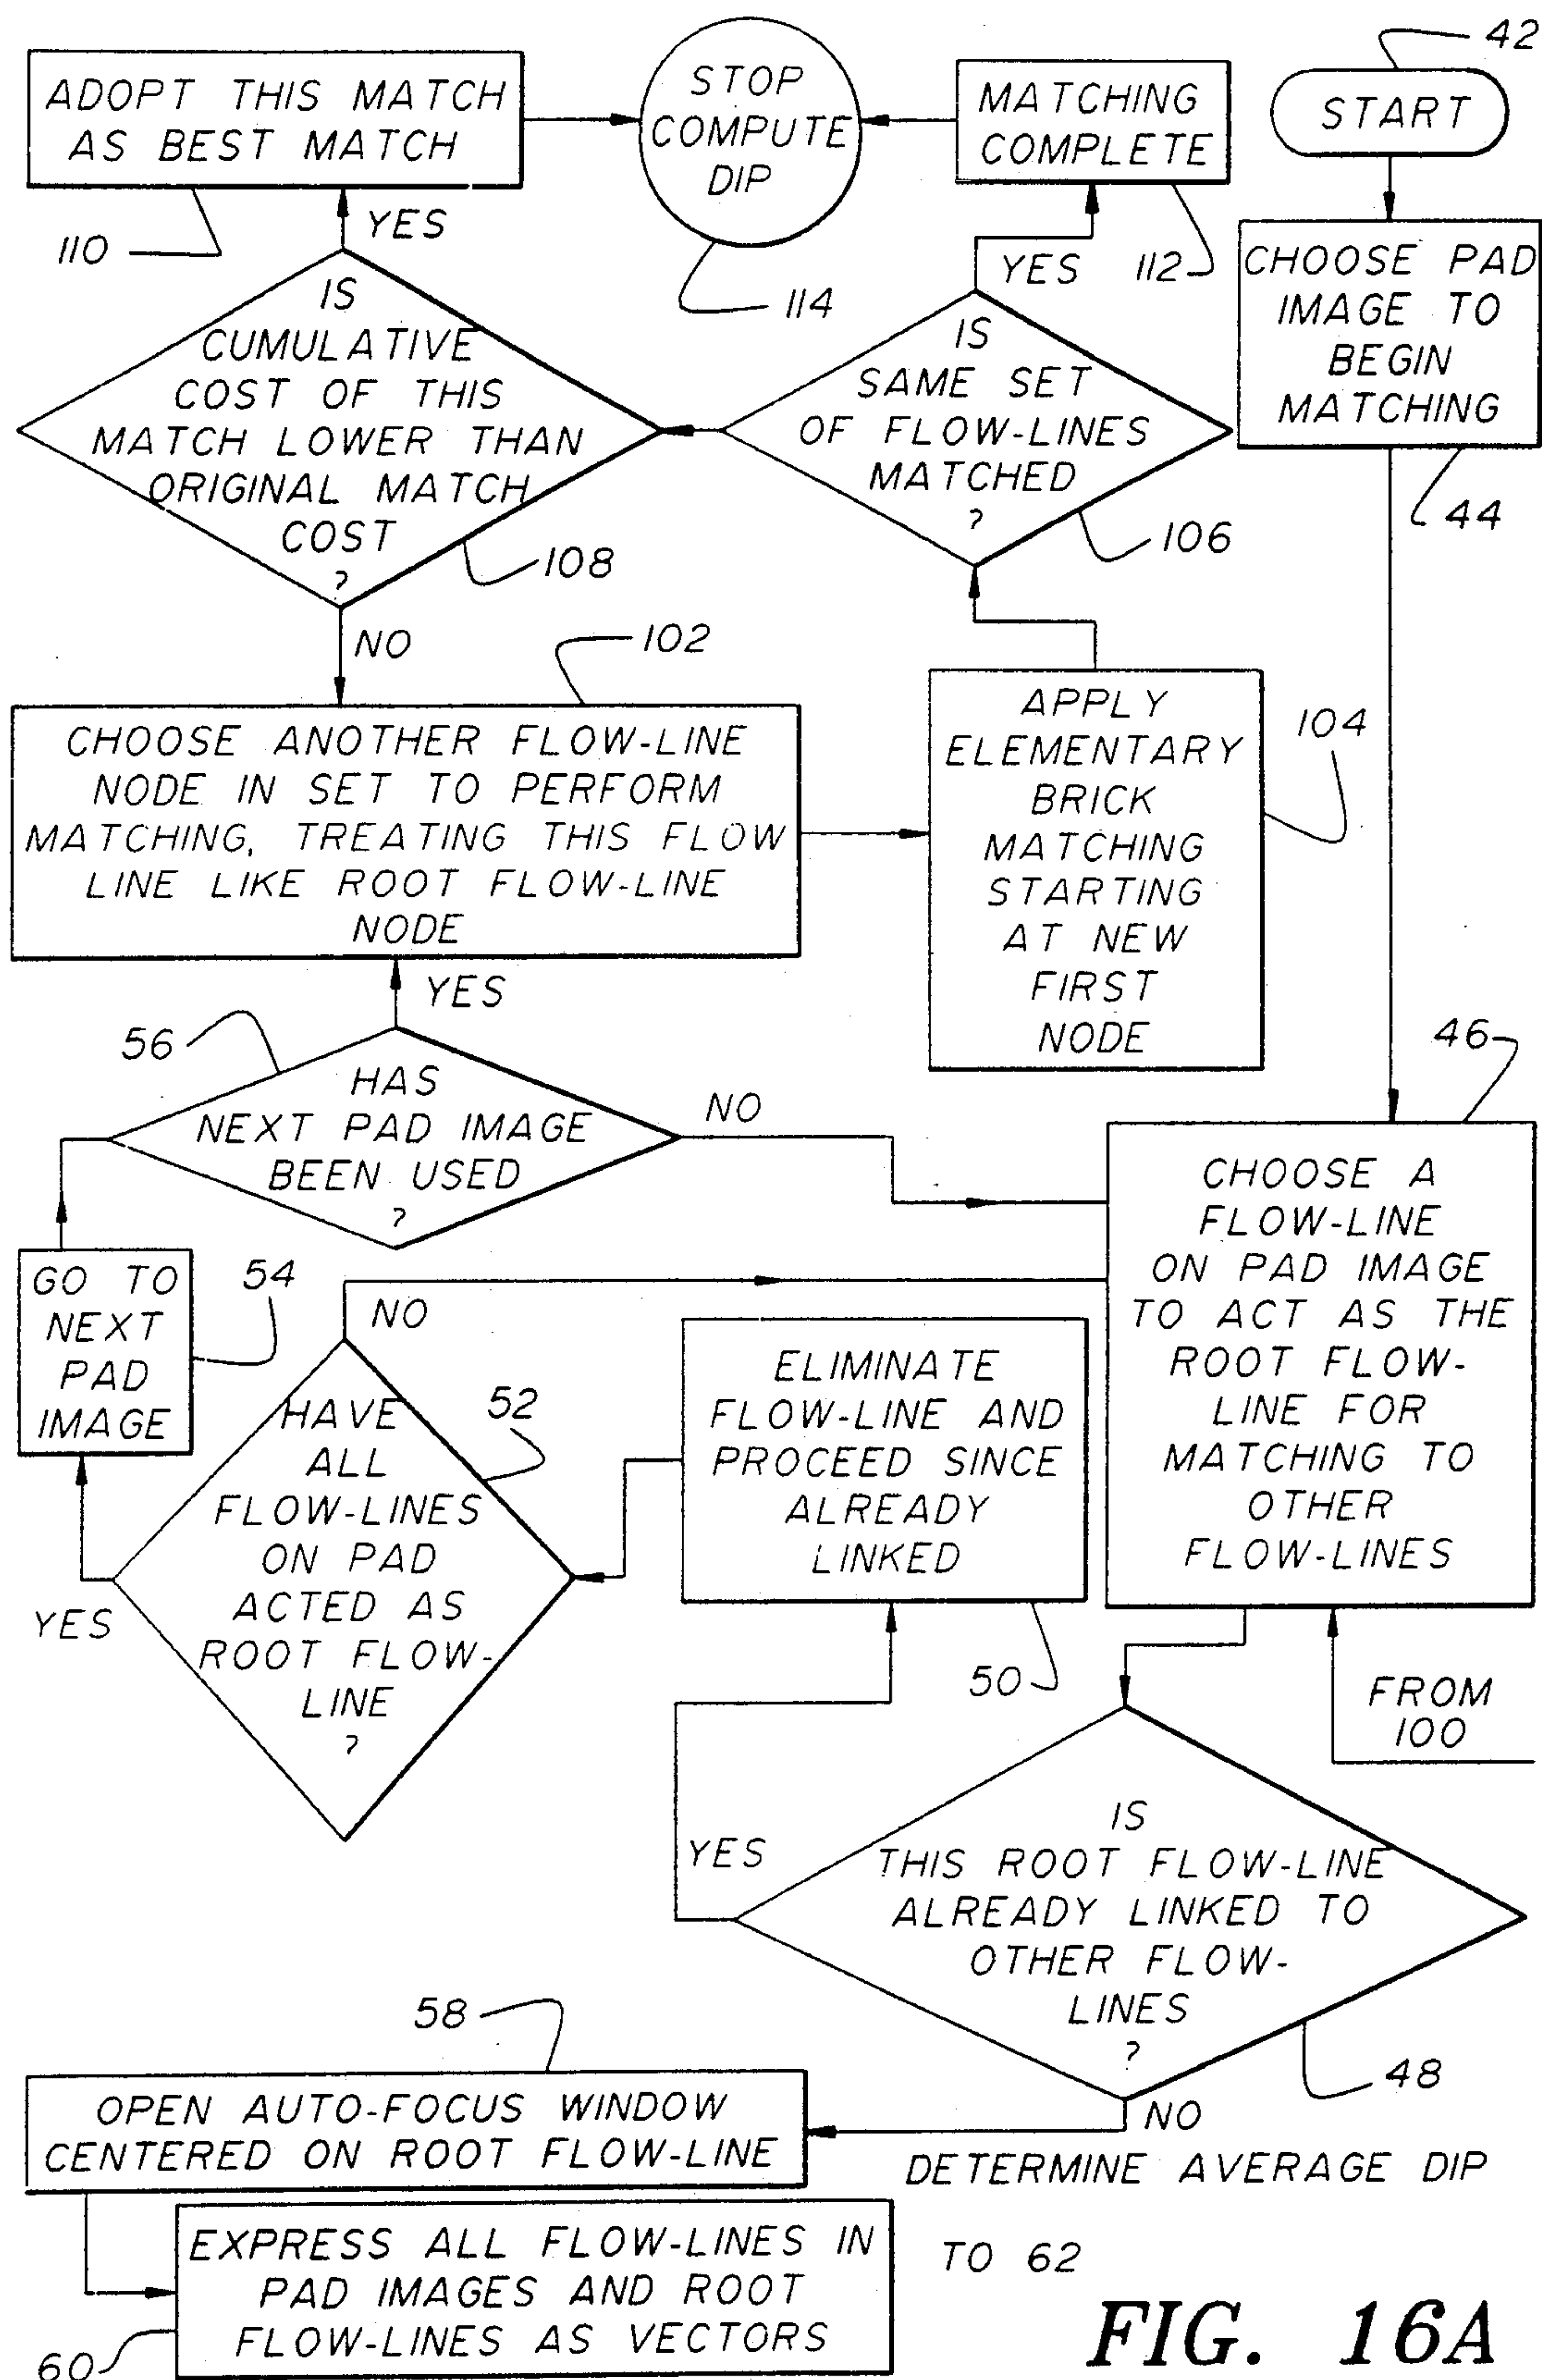 42
START
ADOPT THIS MATCH
AS BEST MATCH
STOP
COMPUTE
DIP
MATCHING
COMPLETE
110
YES
114
YES
112
CHOOSE PAD
IMAGE TO
BEGIN
MATCHING
44
IS
CUMULATIVE
COST OF THIS
MATCH LOWER THAN
ORIGINAL MATCH
COST
?
108
IS
SAME SET
OF FLOW-LINES
MATCHED
?
106
NO
102
CHOOSE ANOTHER FLOW-LINE
NODE IN SET TO PERFORM
MATCHING, TREATING THIS FLOW
LINE LIKE ROOT FLOW-LINE
NODE
APPLY
ELEMENTARY
BRICK
MATCHING
STARTING
AT NEW
FIRST
NODE
104
YES
56
HAS
NEXT PAD IMAGE
BEEN USED
?
NO
46
CHOOSE A
FLOW-LINE
ON PAD IMAGE
TO ACT AS THE
ROOT FLOW-
LINE FOR
MATCHING TO
OTHER
FLOW-LINES
GO TO
NEXT
PAD
IMAGE
54
NO
HAVE
ALL
FLOW-LINES
ON PAD
ACTED AS
ROOT FLOW-
LINE
?
52
YES
ELIMINATE
FLOW-LINE AND
PROCEED SINCE
ALREADY
LINKED
50
FROM
100
YES
IS
THIS ROOT FLOW-LINE
ALREADY LINKED TO
OTHER FLOW-
LINES
?
48
NO
58
OPEN AUTO-FOCUS WINDOW
CENTERED ON ROOT FLOW-LINE
DETERMINE AVERAGE DIP
EXPRESS ALL FLOW-LINES IN
PAD IMAGES AND ROOT
FLOW-LINES AS VECTORS
60
TO 62
FIG. 16A